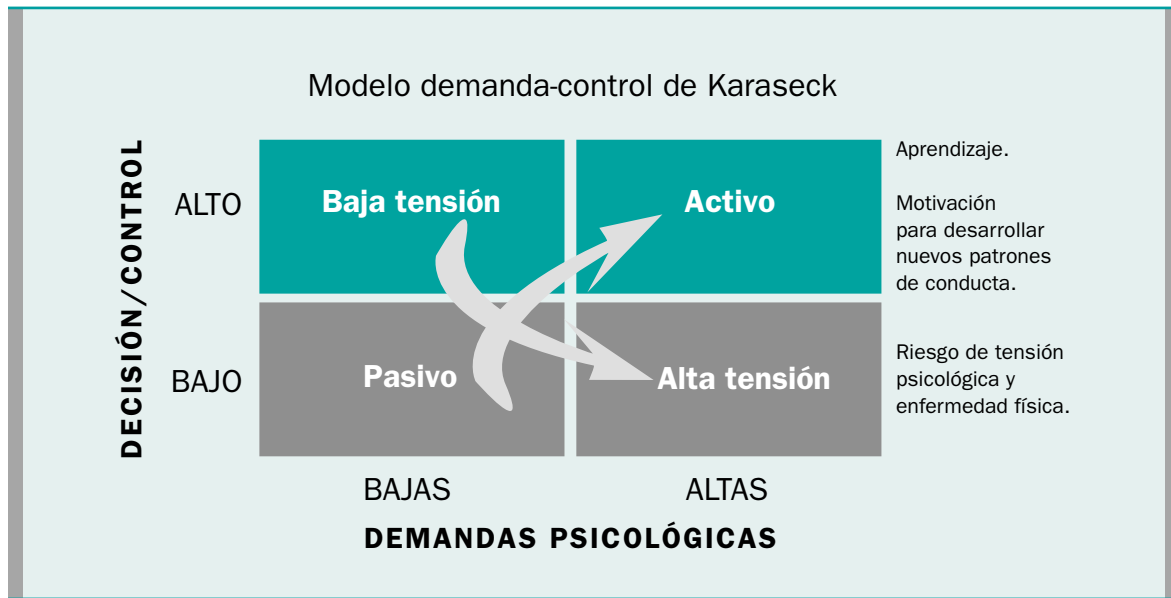 Modelo demanda-control de Karaseck
DECISIÓN/CONTROL
ALTO
Baja tensión
Activo
Aprendizaje.
Motivación
para desarrollar
nuevos patrones
de conducta.
BAJO
Pasivo
Alta tensión
Riesgo de tensión
psicológica y
enfermedad física.
BAJAS
ALTAS
DEMANDAS PSICOLÓGICAS